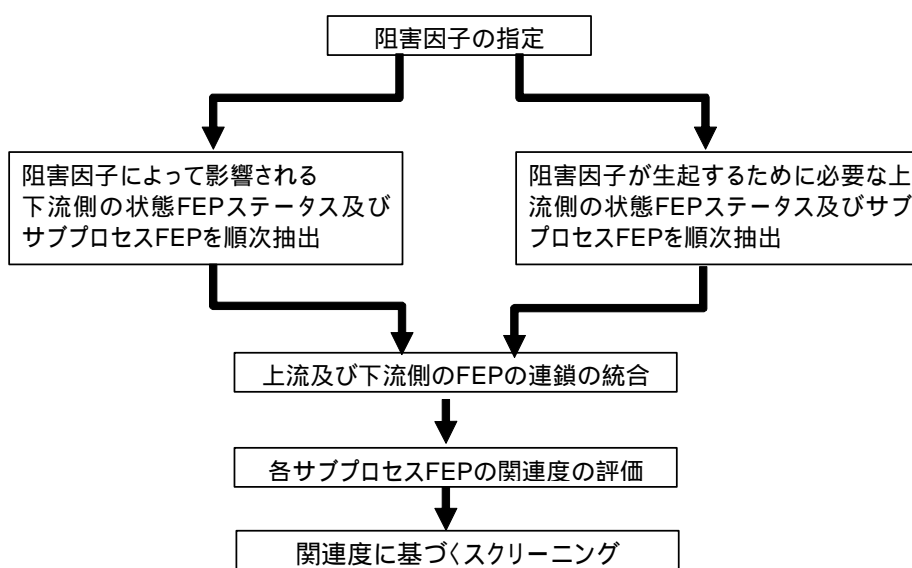 阻害因子の指定
阻害因子によって影響される
下流側の状態FEPステータス及び
サブプロセスFEPを順次抽出
阻害因子が生起するために必要な上
流側の状態FEPステータス及びサブ
プロセスFEPを順次抽出
上流及び下流側のFEPの連鎖の統合
各サブプロセスFEPの関連度の評価
関連度に基づくスクリーニング